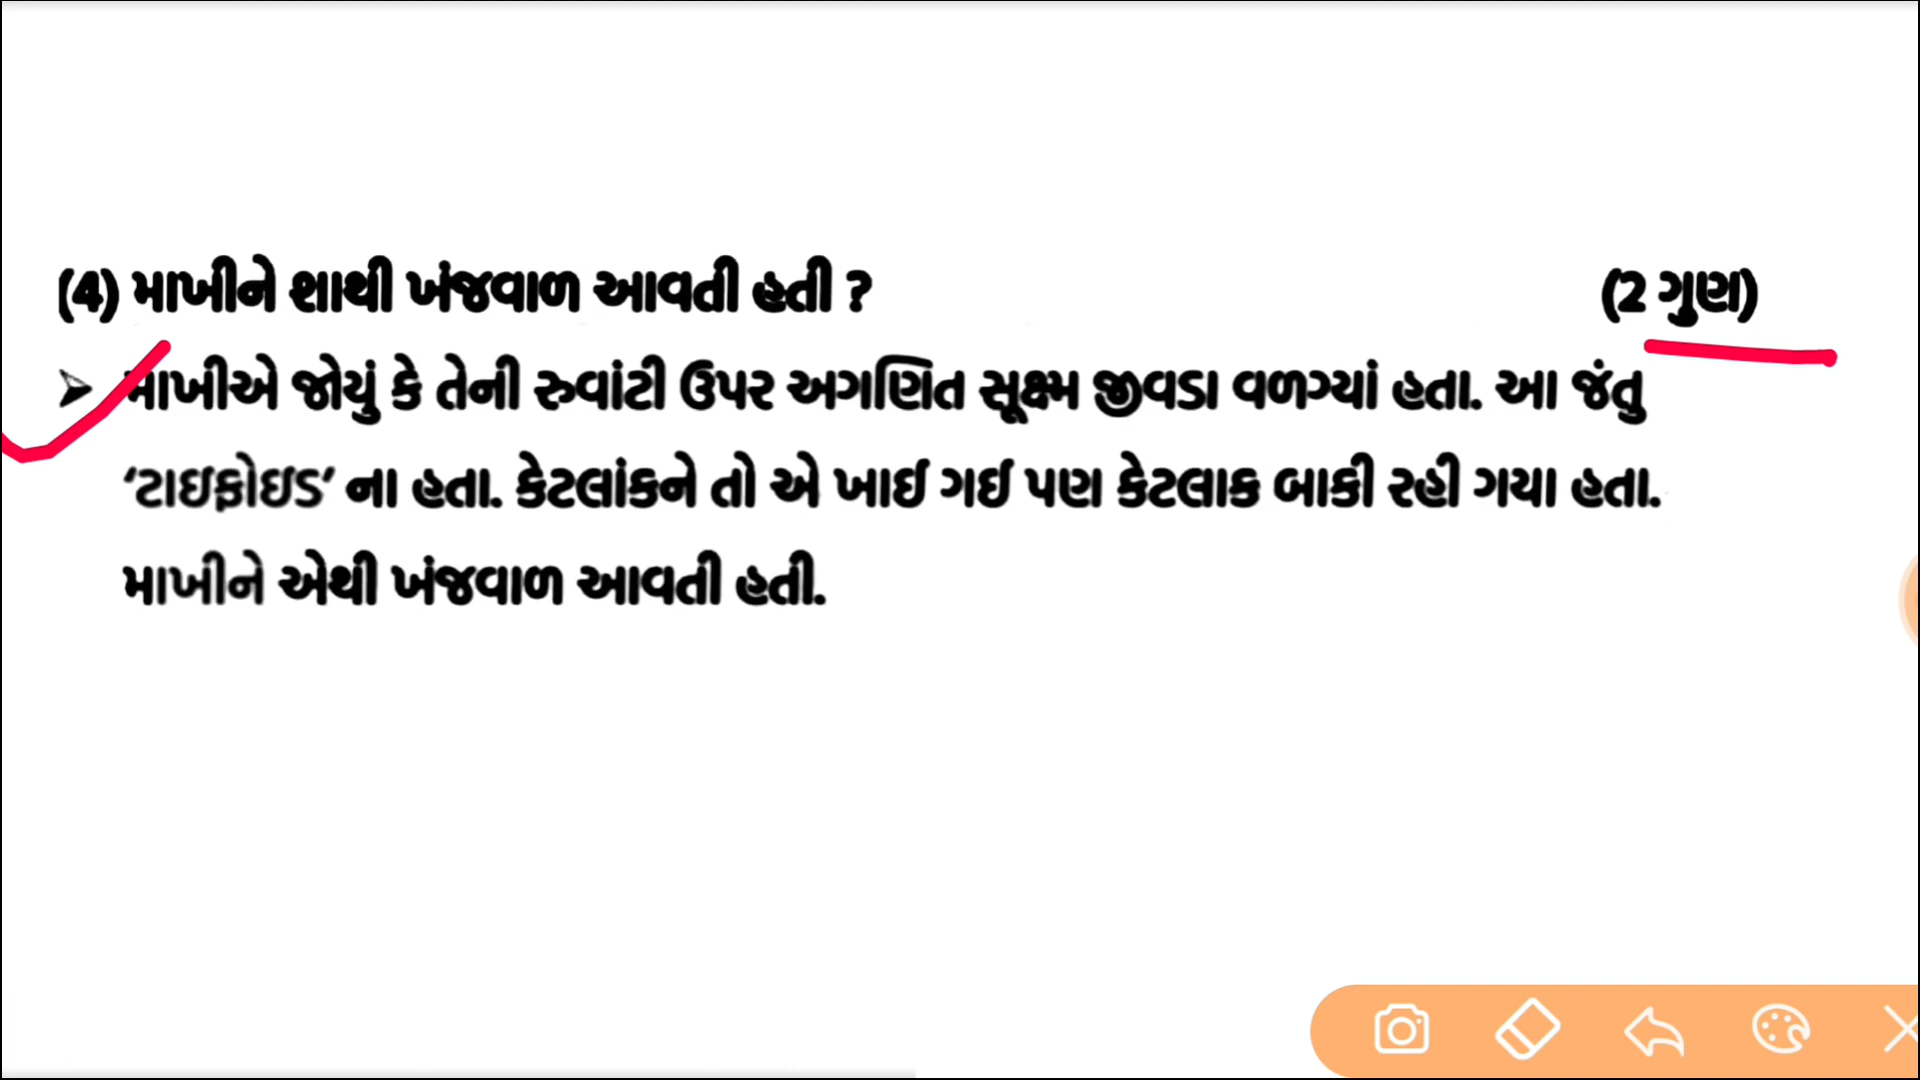 (4) માખીને શાથી ખંજવાળ આવતી હતી ? (2 ગુણ)
➢ માખીએ જોયું કે તેની રુવાંટી ઉપર અગણિત સૂક્ષ્મ જીવડા વળગ્યાં હતા. આ જંતુ
‘ટાઇફોઇડ’ ના હતા. કેટલાંકને તો એ ખાઈ ગઈ પણ કેટલાક બાકી રહી ગયા હતા.
માખીને એથી ખંજવાળ આવતી હતી.